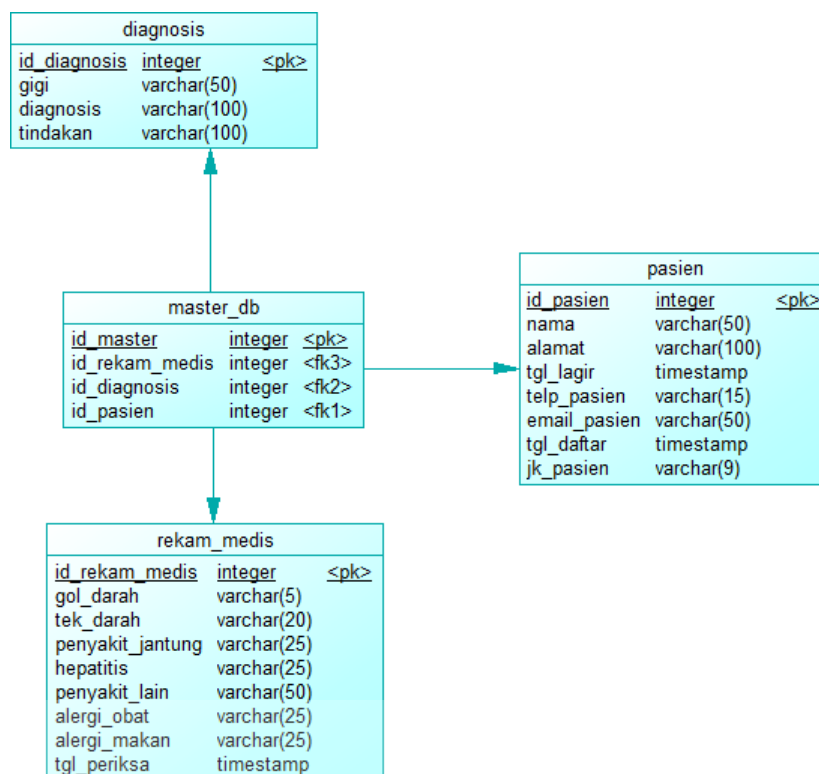 diagnosis
id_diagnosis integer <pk>
gigi varchar(50)
diagnosis varchar(100)
tindakan varchar(100)
master_db
id_master integer <pk>
id_rekam_medis integer <fk3>
id_diagnosis integer <fk2>
id_pasien integer <fk1>
pasien
id_pasien integer <pk>
nama varchar(50)
alamat varchar(100)
tgl_lagir timestamp
telp_pasien varchar(15)
email_pasien varchar(50)
tgl_daftar timestamp
jk_pasien varchar(9)
rekam_medis
id_rekam_medis integer <pk>
gol_darah varchar(5)
tek_darah varchar(20)
penyakit_jantung varchar(25)
hepatitis varchar(25)
penyakit_lain varchar(50)
alergi_obat varchar(25)
alergi_makan varchar(25)
tgl_periksa timestamp